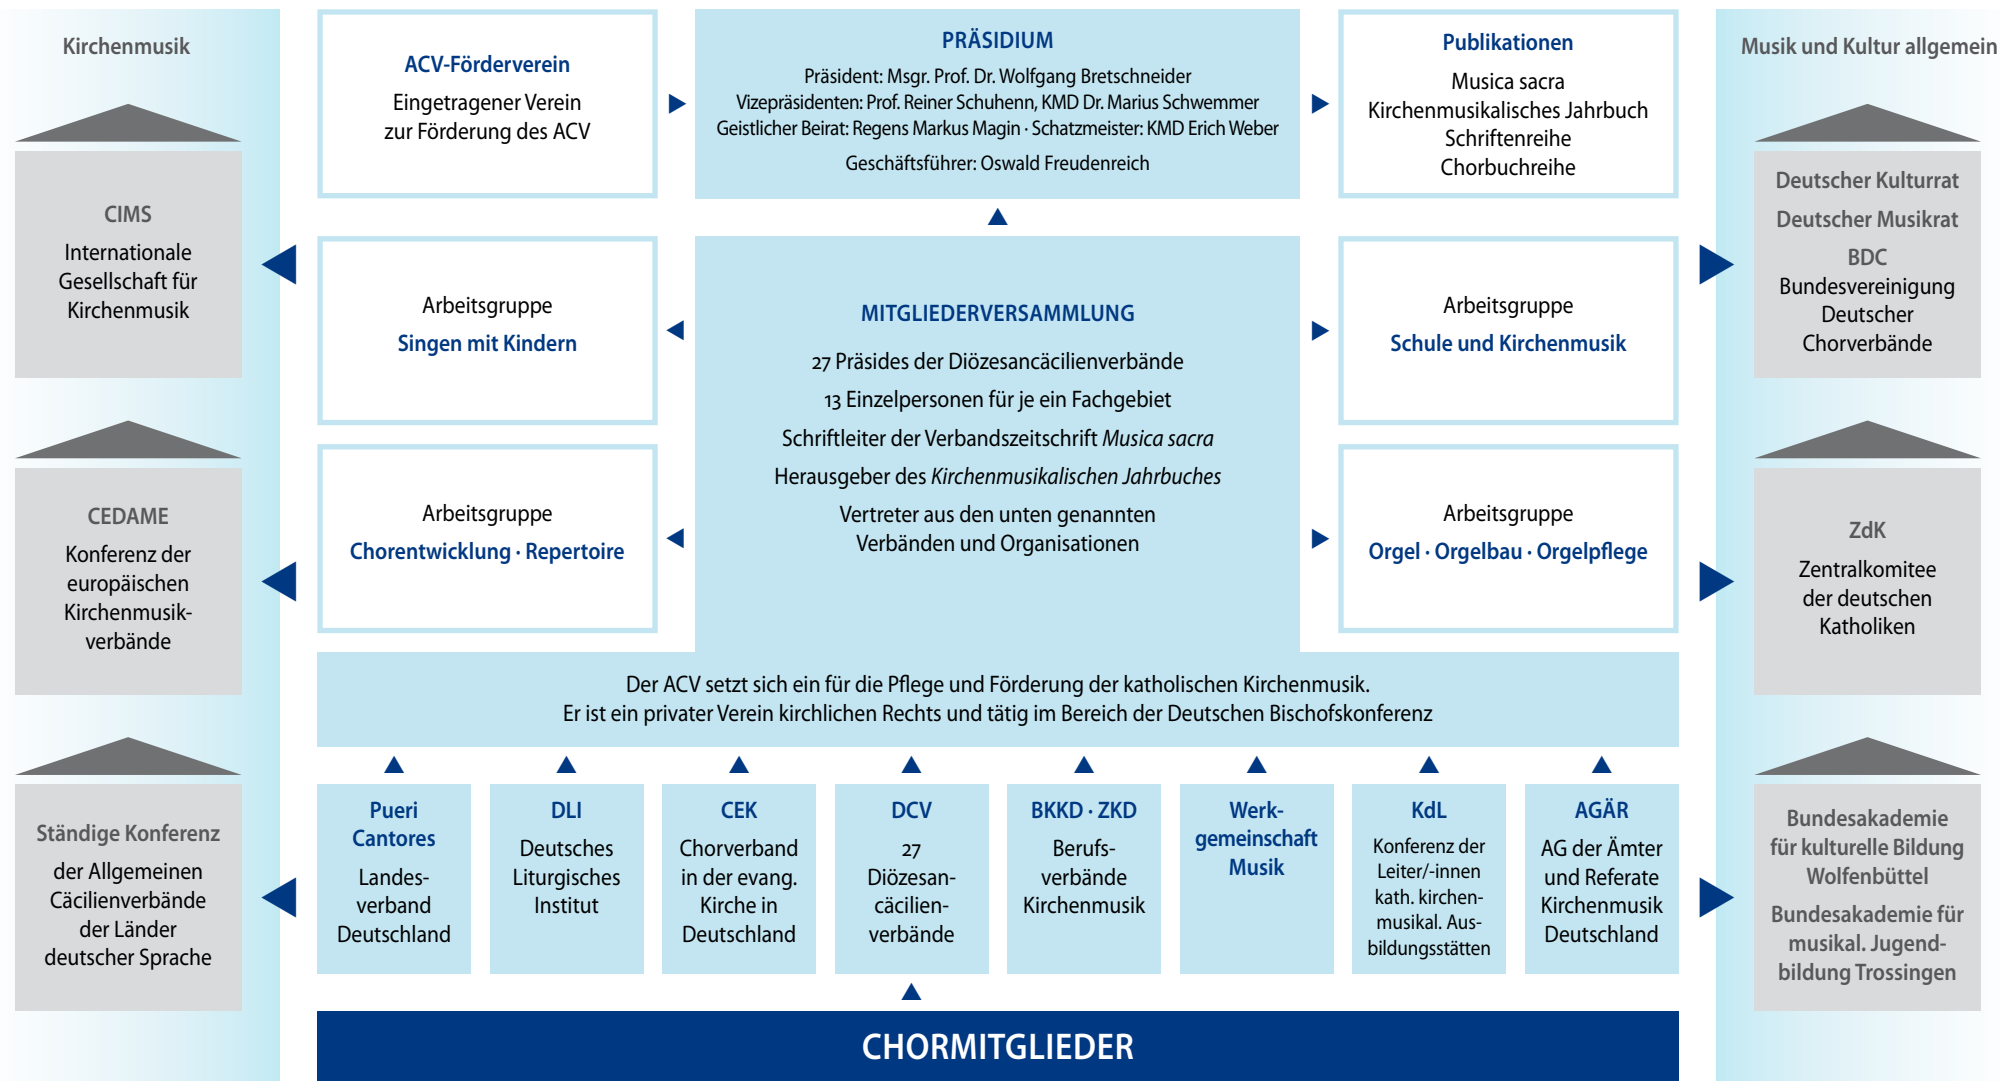 Kirchenmusik
CIMS
Internationale
Gesellschaft für
Kirchenmusik
CEDAME
Konferenz der
europäischen
Kirchenmusik-
verbände
Ständige Konferenz
der Allgemeinen
Cäcilienverbände
der Länder
deutscher Sprache
ACV-Förderverein
Eingetragener Verein
zur Förderung des ACV
PRÄSIDIUM
Präsident: Msgr. Prof. Dr. Wolfgang Bretschneider
Vizepräsidenten: Prof. Reiner Schuhenn, KMD Dr. Marius Schwemmer
Geistlicher Beirat: Regens Markus Magin · Schatzmeister: KMD Erich Weber
Geschäftsführer: Oswald Freudenreich
Publikationen
Musica sacra
Kirchenmusikalisches Jahrbuch
Schriftenreihe
Chorbuchreihe
Arbeitsgruppe
Singen mit Kindern
Arbeitsgruppe
Chorentwicklung · Repertoire
MITGLIEDERVERSAMMLUNG
27 Präsides der Diözesancäcilienverbände
13 Einzelpersonen für je ein Fachgebiet
Schriftleiter der Verbandszeitschrift Musica sacra
Herausgeber des Kirchenmusikalischen Jahrbuches
Vertreter aus den unten genannten
Verbänden und Organisationen
Arbeitsgruppe
Schule und Kirchenmusik
Arbeitsgruppe
Orgel · Orgelbau · Orgelpflege
Der ACV setzt sich ein für die Pflege und Förderung der katholischen Kirchenmusik.
Er ist ein privater Verein kirchlichen Rechts und tätig im Bereich der Deutschen Bischofskonferenz
Pueri
Cantores
Landes-
verband
Deutschland
DLI
Deutsches
Liturgisches
Institut
CEK
Chorverband
in der evang.
Kirche in
Deutschland
DCV
27
Diözesan-
cäcilien-
verbände
BKKD · ZKD
Berufs-
verbände
Kirchenmusik
Werk-
gemeinschaft
Musik
KdL
Konferenz der
Leiter/-innen
kath. kirchen-
musikal. Aus-
bildungsstätten
AGÄR
AG der Ämter
und Referate
Kirchenmusik
Deutschland
CHORMITGLIEDER
Musik und Kultur allgemein
Deutscher Kulturrat
Deutscher Musikrat
BDC
Bundesvereinigung
Deutscher
Chorverbände
ZdK
Zentralkomitee
der deutschen
Katholiken
Bundesakademie
für kulturelle Bildung
Wolfenbüttel
Bundesakademie für
musikal. Jugend-
bildung Trossingen